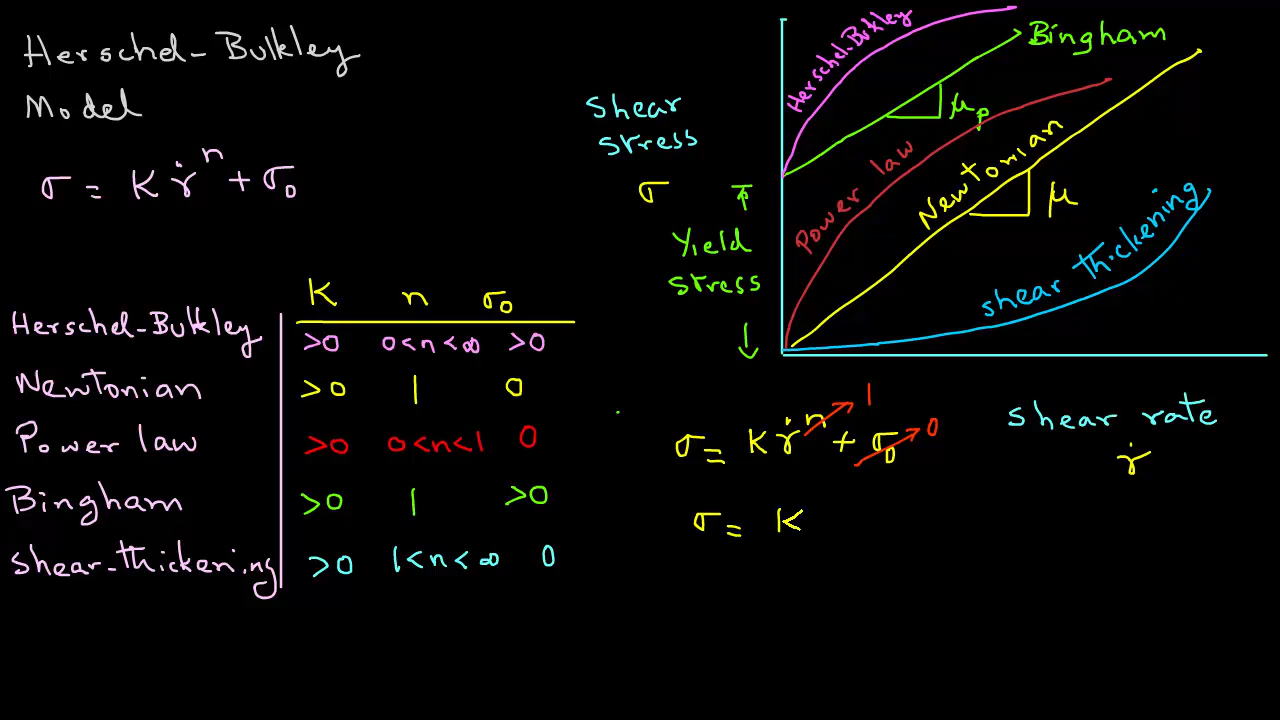 Herschel-Bulkley
Model
σ = K γ̇ⁿ + σ₀
K n σ₀
Herschel-Bulkley >0 0<n<∞ >0
Newtonian >0 1 0
Power law >0 0<n<1 0
Bingham >0 1 >0
Shear-thickening >0 1<n<∞ 0
Shear
stress
σ
Yield
stress
Herschel-Bulkley
Bingham
μp
Power law
Newtonian
μ
shear thickening
shear rate
γ̇
σ = K γ̇ⁿ + σ₀
1
0
σ = K